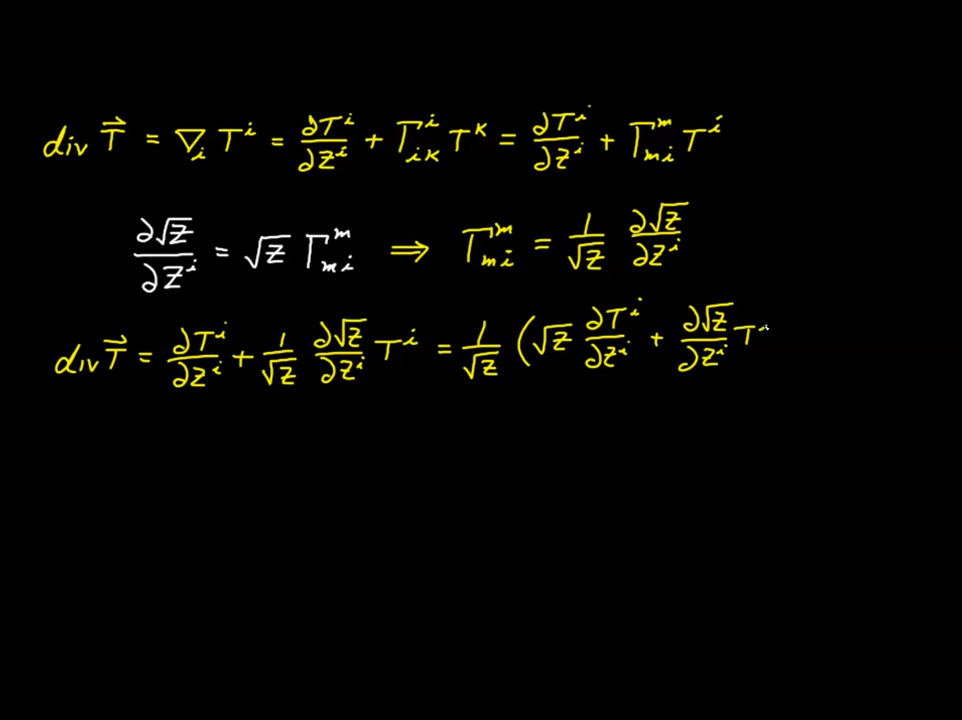 div T⃗ = ∇ᵢ Tⁱ = ∂Tⁱ/∂Zⁱ + Γⁱᵢₖ Tᵏ = ∂Tⁱ/∂Zⁱ + Γᵐₘᵢ Tⁱ
∂√Z/∂Zⁱ = √Z Γᵐₘᵢ ⟹ Γᵐₘᵢ = 1/√Z ∂√Z/∂Zⁱ
div T⃗ = ∂Tⁱ/∂Zⁱ + 1/√Z ∂√Z/∂Zⁱ Tⁱ = 1/√Z (√Z ∂Tⁱ/∂Zⁱ + ∂√Z/∂Zⁱ Tⁱ